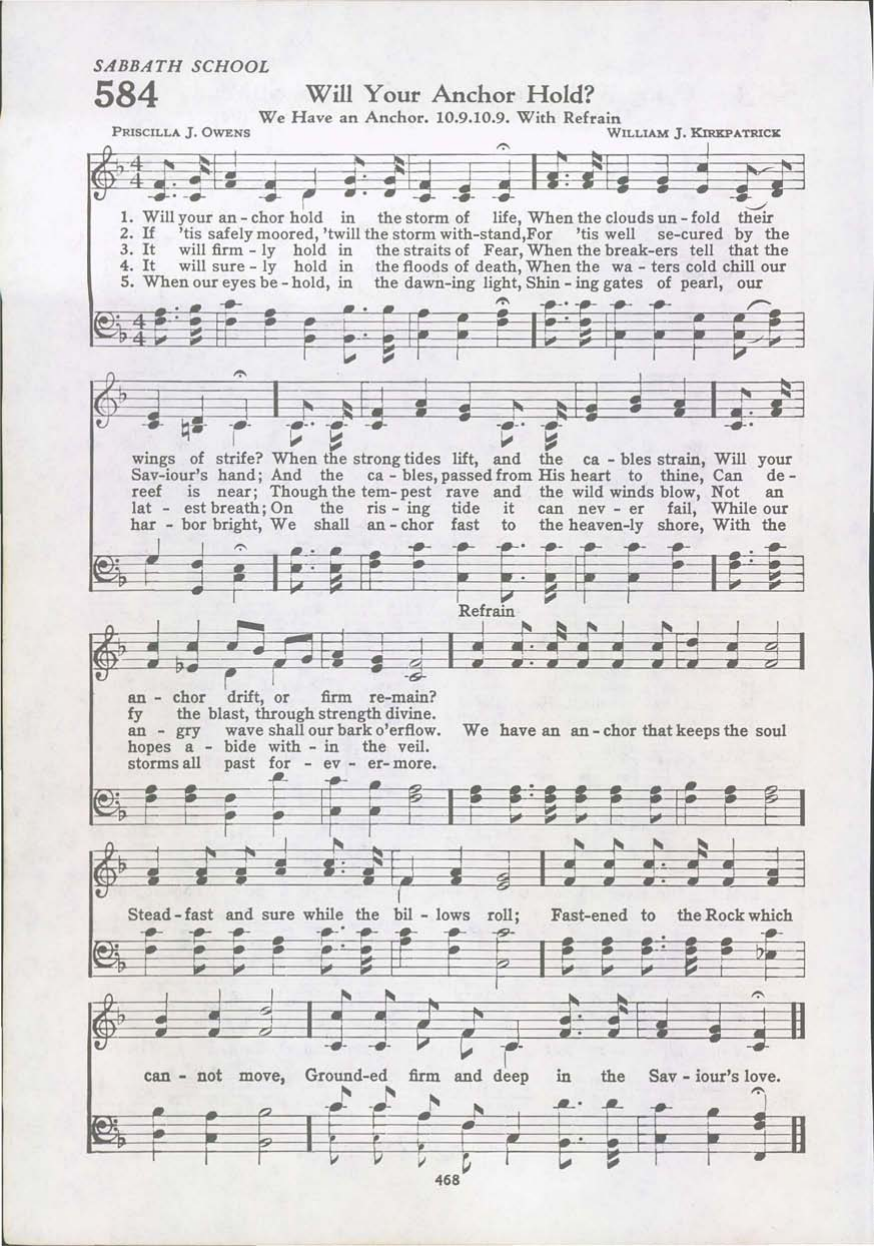 SABBATH SCHOOL
584 Will Your Anchor Hold?
We Have an Anchor. 10.9.10.9. With Refrain
PRISCILLA J. OWENS WILLIAM J. KIRKPATRICK
1. Will your an - chor hold in the storm of life, When the clouds un - fold their
2. If 'tis safely moored, 'twill the storm with-stand, For 'tis well se-cured by the
3. It will firm - ly hold in the straits of Fear, When the break-ers tell that the
4. It will sure - ly hold in the floods of death, When the wa - ters cold chill our
5. When our eyes be - hold, in the dawn-ing light, Shin - ing gates of pearl, our
wings of strife? When the strong tides lift, and the ca - bles strain, Will your
Sav-iour's hand; And the ca - bles, passed from His heart to thine, Can de -
reef is near; Though the tem- pest rave and the wild winds blow, Not an
lat - est breath; On the ris - ing tide it can nev - er fail, While our
har - bor bright, We shall an - chor fast to the heaven-ly shore, With the
Refrain
an - chor drift, or firm re-main?
fy the blast, through strength divine.
an - gry wave shall our bark o'erflow. We have an an - chor that keeps the soul
hopes a - bide with - in the veil.
storms all past for - ev - er- more.
Stead - fast and sure while the bil - lows roll; Fast-ened to the Rock which
can - not move, Ground-ed firm and deep in the Sav - iour's love.
468